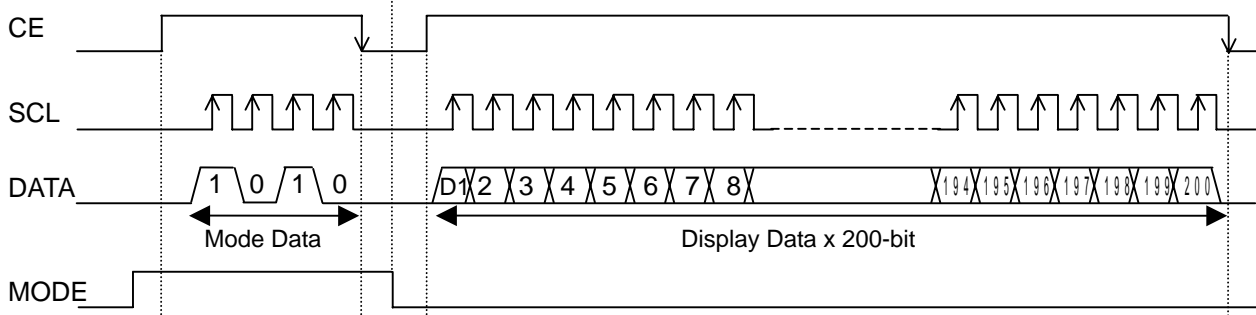 CE
SCL
DATA 1 0 1 0 D1 2 3 4 5 6 7 8 194 195 196 197 198 199 200
Mode Data Display Data x 200-bit
MODE